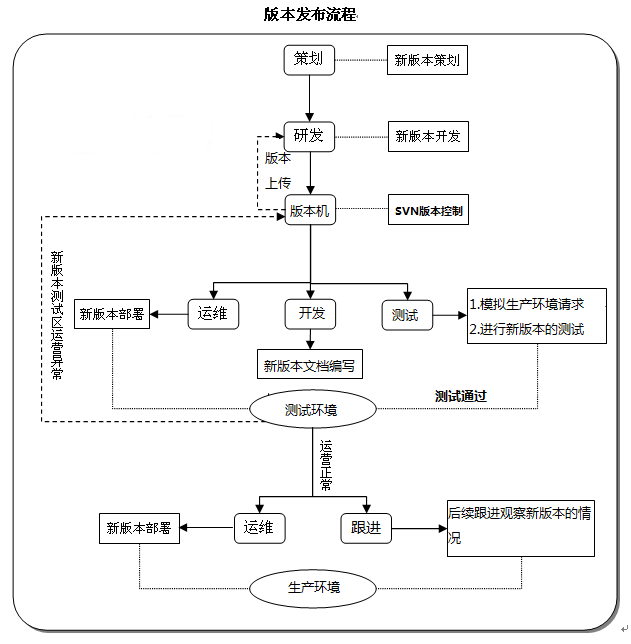 版本发布流程
策划
新版本策划
研发
新版本开发
版本
上传
版本机
SVN版本控制
新版本测试区运营异常
新版本部署
运维
开发
测试
1.模拟生产环境请求
2.进行新版本的测试
新版本文档编写
测试环境
测试通过
运营正常
新版本部署
运维
跟进
后续跟进观察新版本的情
况
生产环境